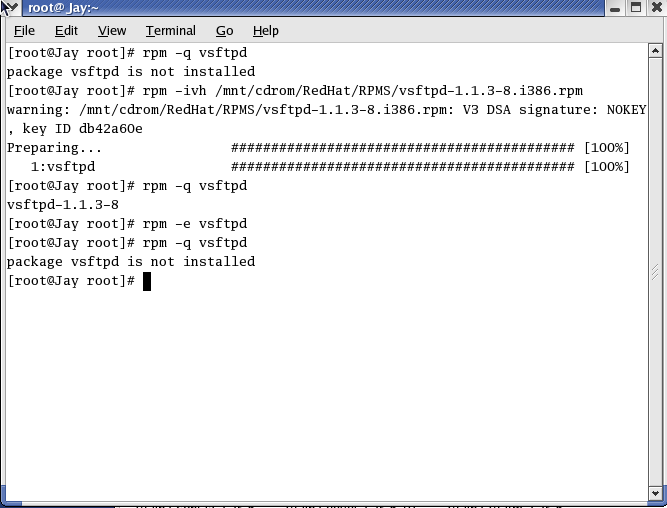 root@ Jay:~
File Edit View Terminal Go Help
[root@Jay root]# rpm -q vsftpd
package vsftpd is not installed
[root@Jay root]# rpm -ivh /mnt/cdrom/RedHat/RPMS/vsftpd-1.1.3-8.i386.rpm
warning: /mnt/cdrom/RedHat/RPMS/vsftpd-1.1.3-8.i386.rpm: V3 DSA signature: NOKEY
, key ID db42a60e
Preparing... ########################################### [100%]
1:vsftpd ########################################### [100%]
[root@Jay root]# rpm -q vsftpd
vsftpd-1.1.3-8
[root@Jay root]# rpm -e vsftpd
[root@Jay root]# rpm -q vsftpd
package vsftpd is not installed
[root@Jay root]#